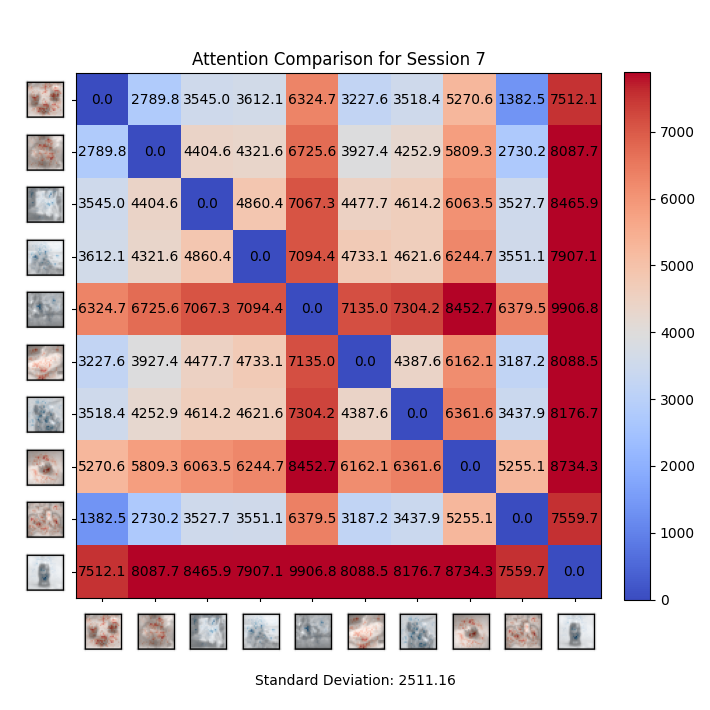 Attention Comparison for Session 7
0.0 2789.8 3545.0 3612.1 6324.7 3227.6 3518.4 5270.6 1382.5 7512.1
2789.8 0.0 4404.6 4321.6 6725.6 3927.4 4252.9 5809.3 2730.2 8087.7
3545.0 4404.6 0.0 4860.4 7067.3 4477.7 4614.2 6063.5 3527.7 8465.9
3612.1 4321.6 4860.4 0.0 7094.4 4733.1 4621.6 6244.7 3551.1 7907.1
6324.7 6725.6 7067.3 7094.4 0.0 7135.0 7304.2 8452.7 6379.5 9906.8
3227.6 3927.4 4477.7 4733.1 7135.0 0.0 4387.6 6162.1 3187.2 8088.5
3518.4 4252.9 4614.2 4621.6 7304.2 4387.6 0.0 6361.6 3437.9 8176.7
5270.6 5809.3 6063.5 6244.7 8452.7 6162.1 6361.6 0.0 5255.1 8734.3
1382.5 2730.2 3527.7 3551.1 6379.5 3187.2 3437.9 5255.1 0.0 7559.7
7512.1 8087.7 8465.9 7907.1 9906.8 8088.5 8176.7 8734.3 7559.7 0.0
7000
6000
5000
4000
3000
2000
1000
0
Standard Deviation: 2511.16